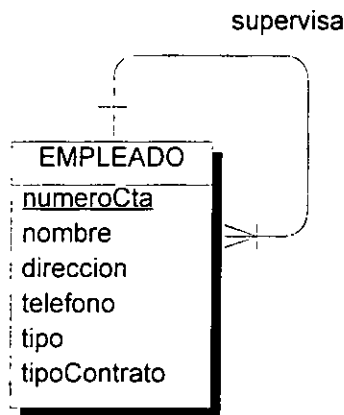 supervisa
EMPLEADO
numeroCta
nombre
direccion
telefono
tipo
tipoContrato